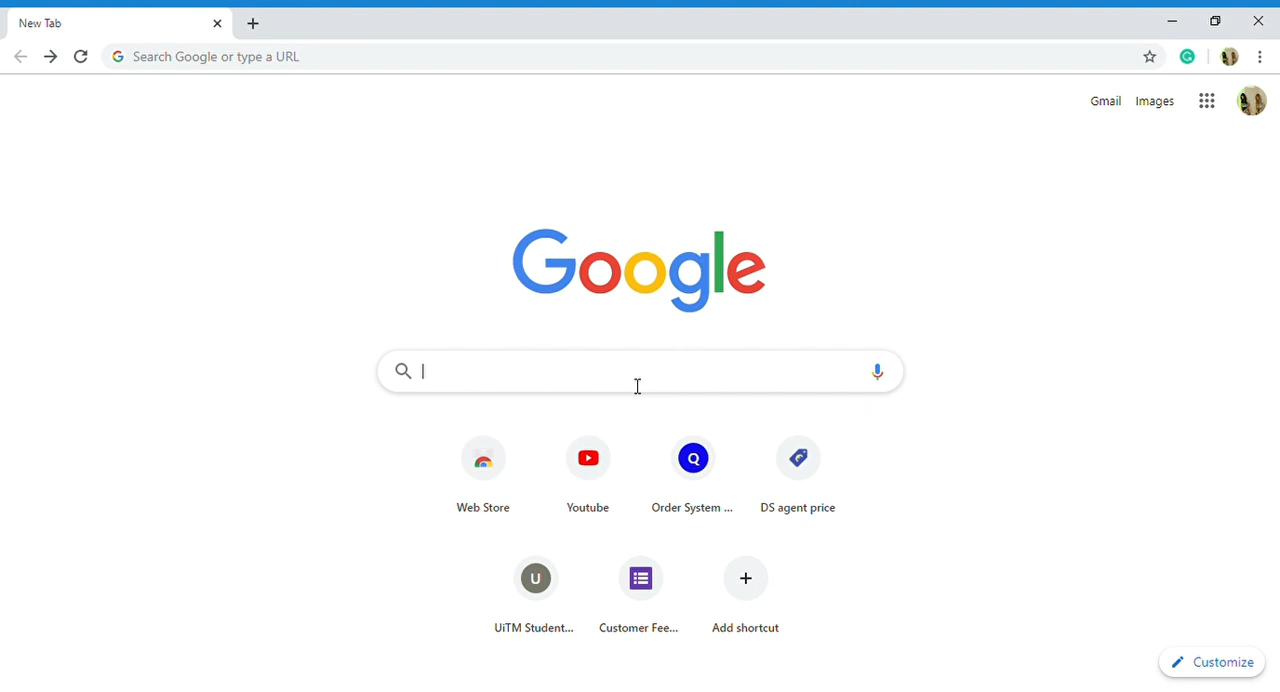 New Tab
Search Google or type a URL
Gmail Images
Google
Web Store Youtube Order System ... DS agent price
Q
U
UiTM Student... Customer Fee... Add shortcut
Customize